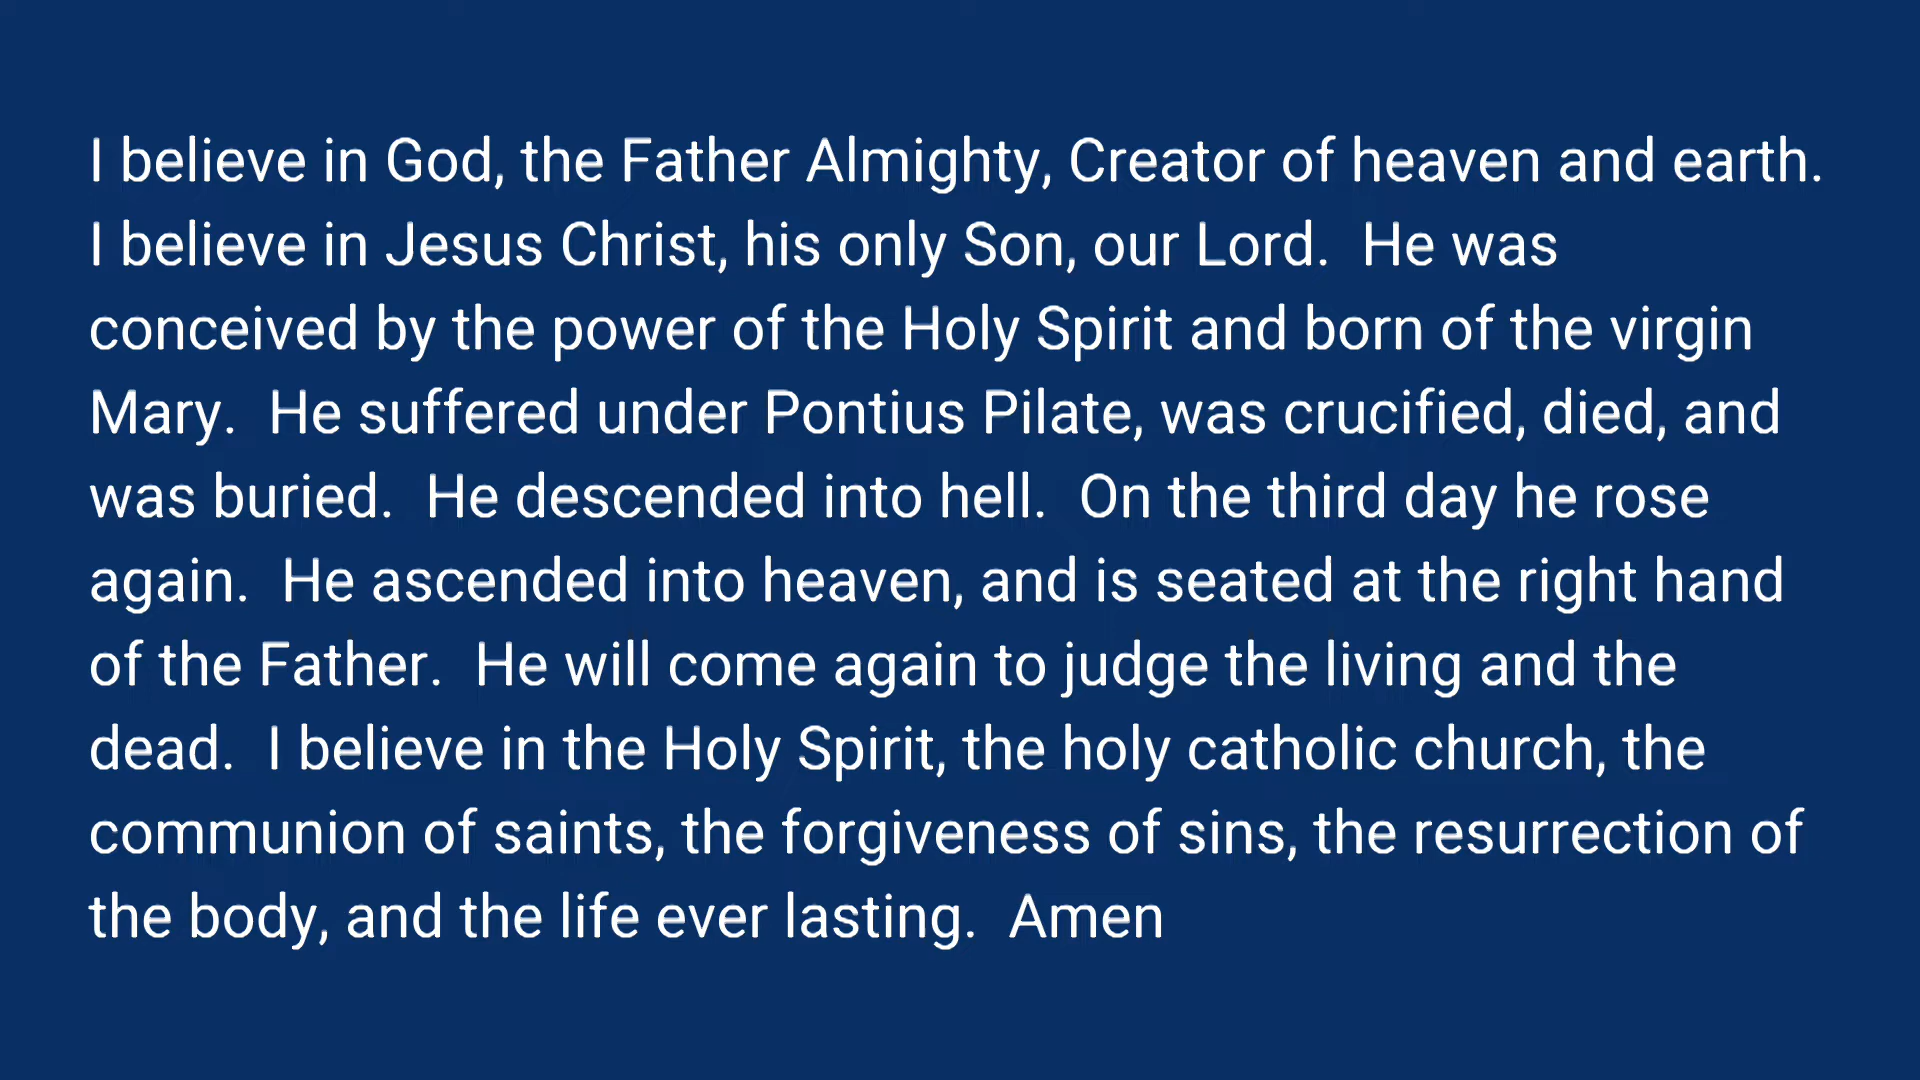 I believe in God, the Father Almighty, Creator of heaven and earth.
I believe in Jesus Christ, his only Son, our Lord.  He was
conceived by the power of the Holy Spirit and born of the virgin
Mary.  He suffered under Pontius Pilate, was crucified, died, and
was buried.  He descended into hell.  On the third day he rose
again.  He ascended into heaven, and is seated at the right hand
of the Father.  He will come again to judge the living and the
dead.  I believe in the Holy Spirit, the holy catholic church, the
communion of saints, the forgiveness of sins, the resurrection of
the body, and the life ever lasting.  Amen